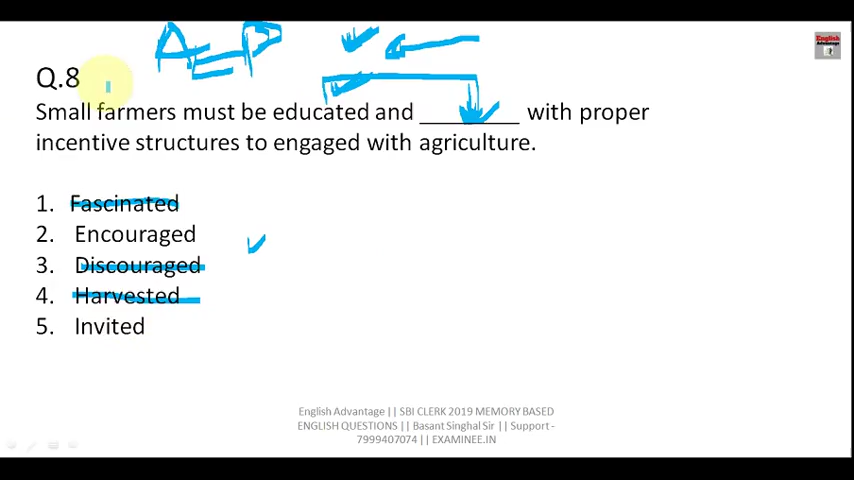 English
Advantage
Q.8
Small farmers must be educated and ________ with proper
incentive structures to engaged with agriculture.
1. Fascinated
2. Encouraged
3. Discouraged
4. Harvested
5. Invited
English Advantage || SBI CLERK 2019 MEMORY BASED
ENGLISH QUESTIONS || Basant Singhal Sir || Support -
7999407074 || EXAMINEE.IN